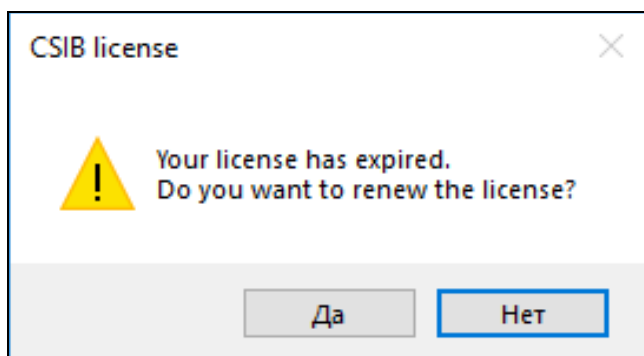 CSIB license
Your license has expired.
Do you want to renew the license?
Да
Нет